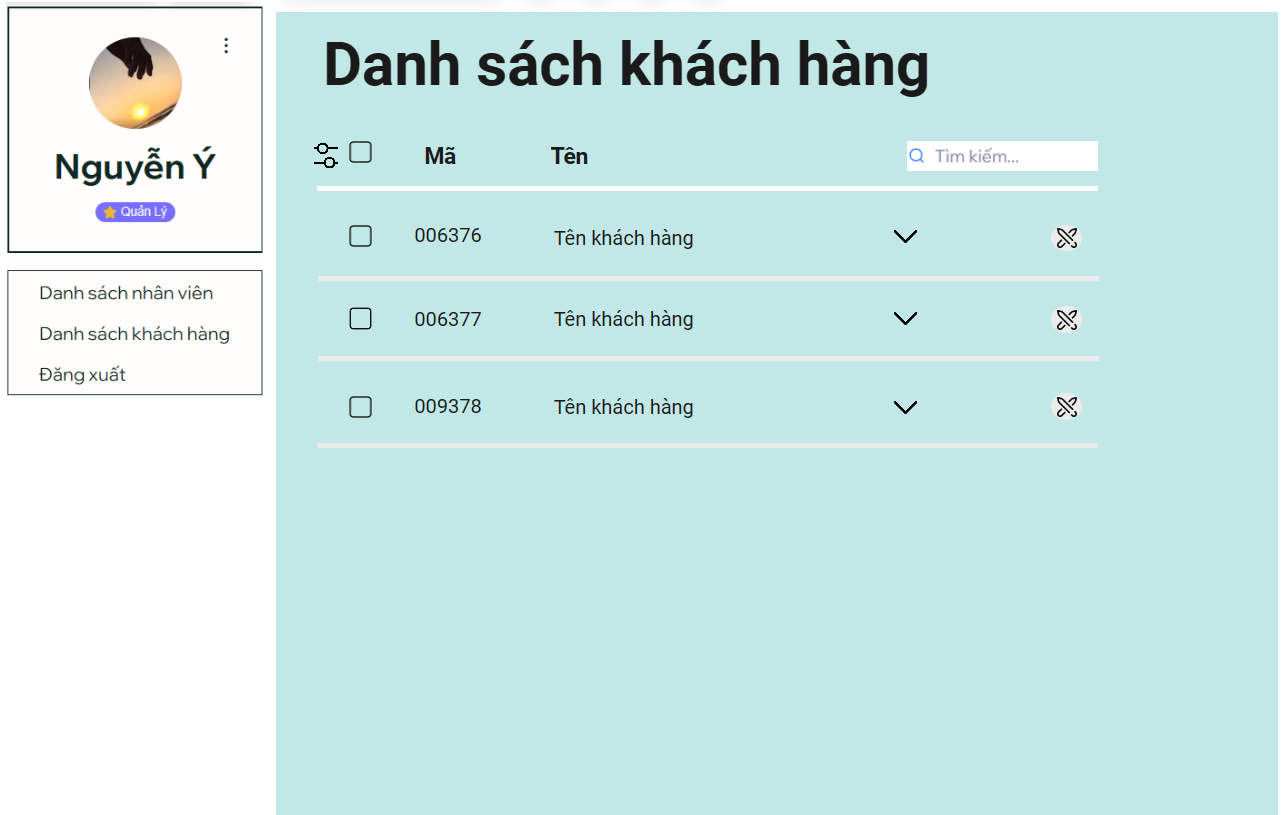 Nguyễn Ý
Quản Lý
Danh sách nhân viên
Danh sách khách hàng
Đăng xuất
Danh sách khách hàng
Mã Tên Tìm kiếm...
006376 Tên khách hàng
006377 Tên khách hàng
009378 Tên khách hàng